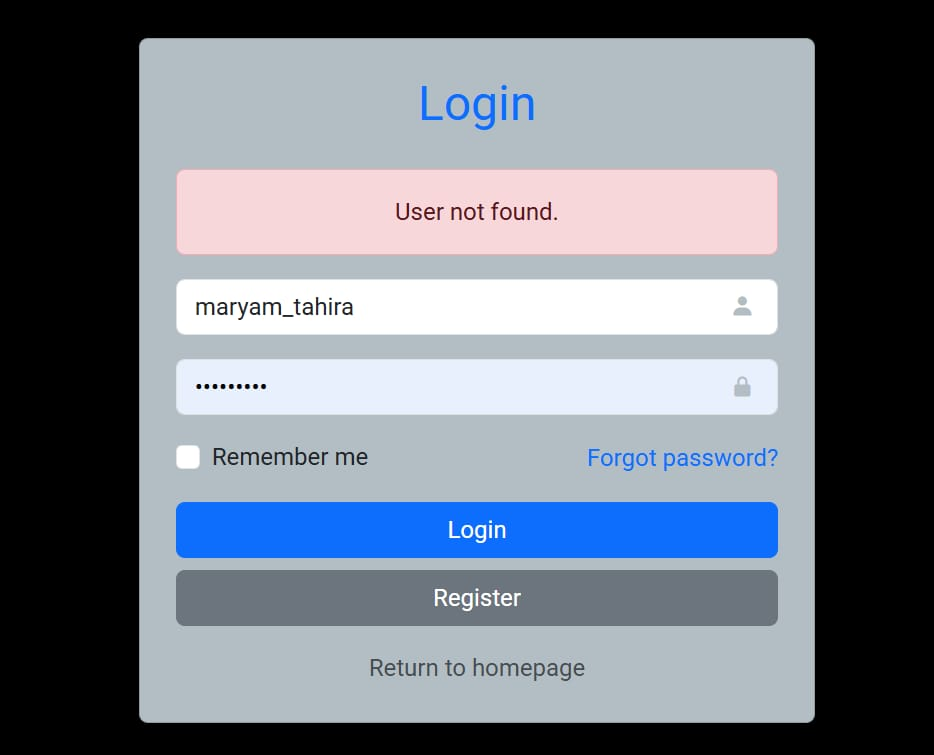 Login
User not found.
maryam_tahira
•••••••••
Remember me
Forgot password?
Login
Register
Return to homepage